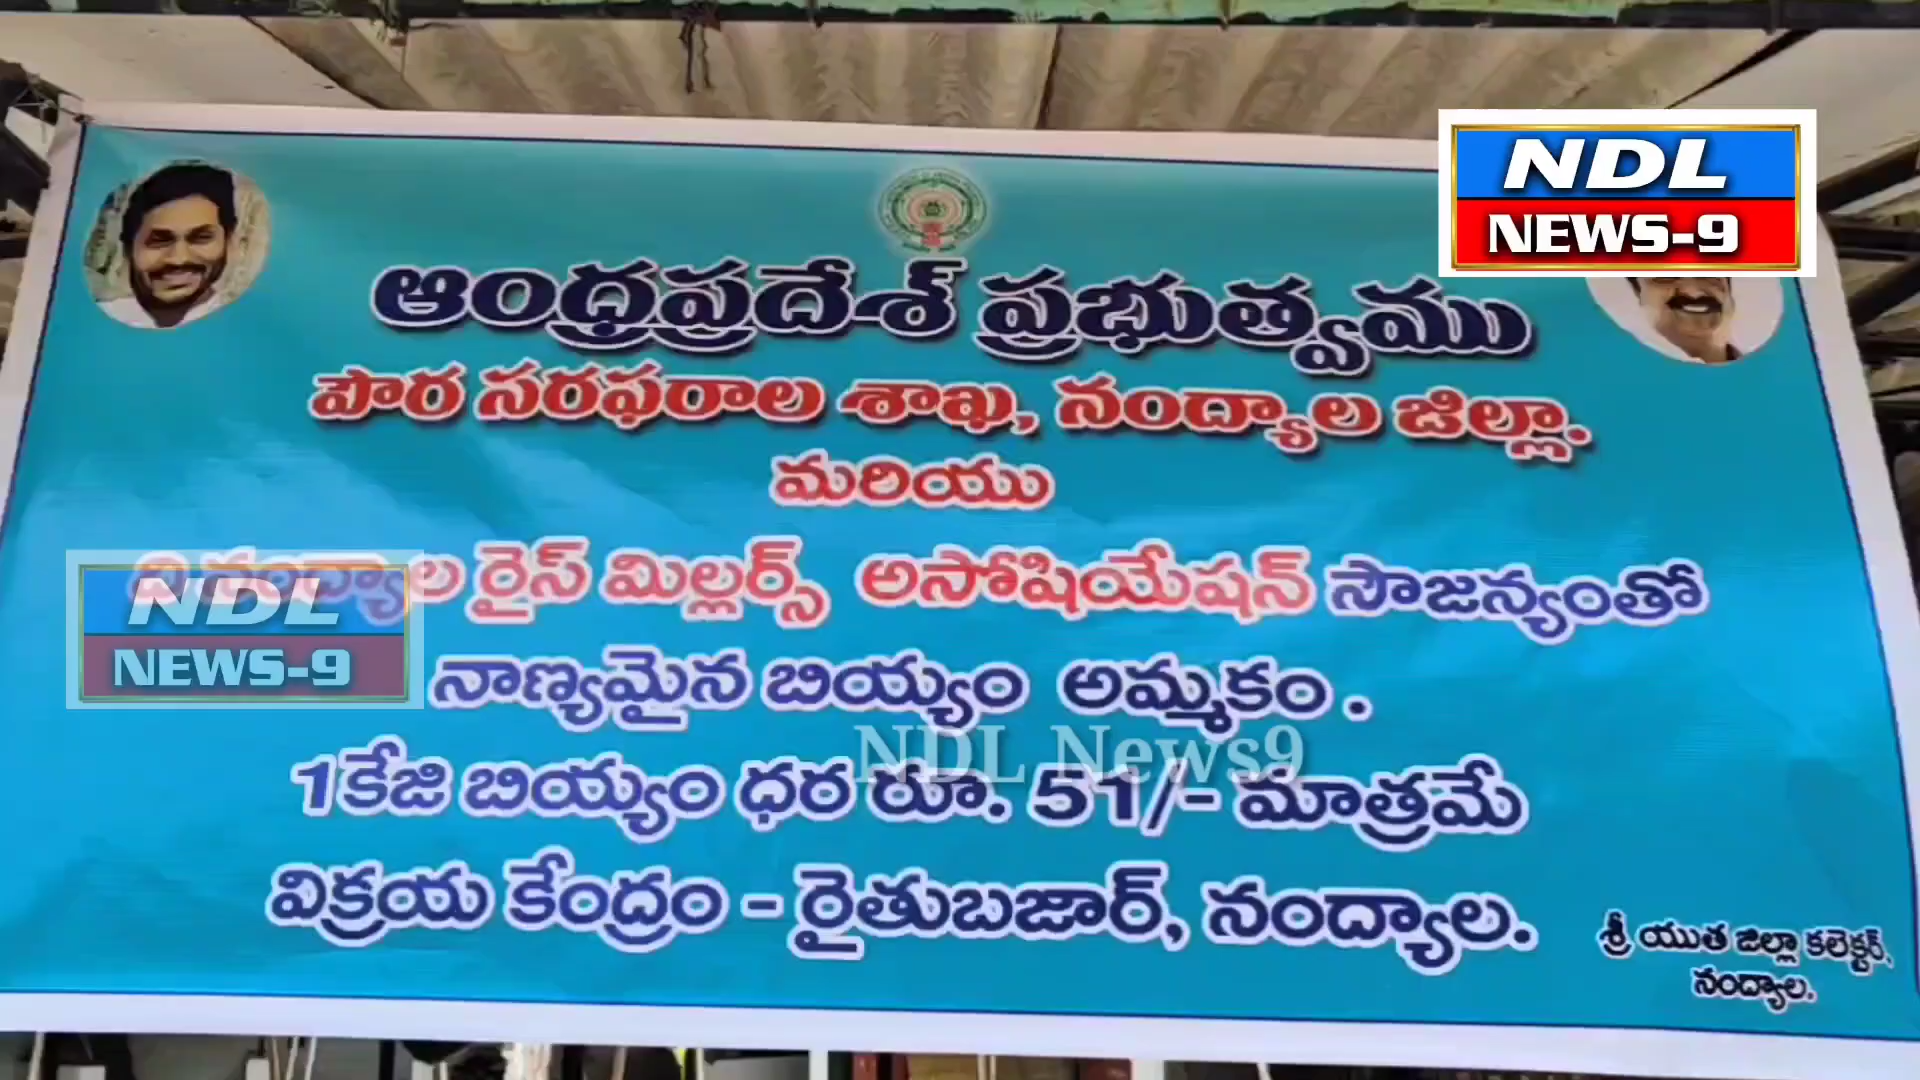 NDL
NEWS-9
ఆంధ్రప్రదేశ్ ప్రభుత్వము
పౌర సరఫరాల శాఖ, నంద్యాల జిల్లా.
మరియు
ది నంద్యాల రైస్ మిల్లర్స్ అసోషియేషన్ సౌజన్యంతో
NDL
NEWS-9
నాణ్యమైన బియ్యం అమ్మకం .
NDL News9
1కేజి బియ్యం ధర రూ. 51/- మాత్రమే
విక్రయ కేంద్రం - రైతుబజార్, నంద్యాల.
శ్రీ యుత జిల్లా కలెక్టర్,
నంద్యాల.